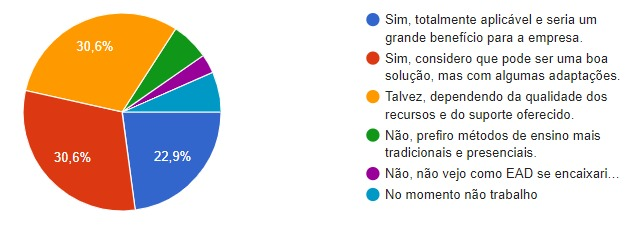 30,6%
30,6%
22,9%
Sim, totalmente aplicável e seria um
grande benefício para a empresa.
Sim, considero que pode ser uma boa
solução, mas com algumas adaptações.
Talvez, dependendo da qualidade dos
recursos e do suporte oferecido.
Não, prefiro métodos de ensino mais
tradicionais e presenciais.
Não, não vejo como EAD se encaixari…
No momento não trabalho